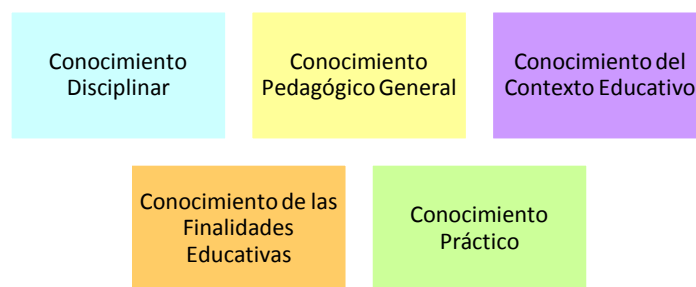 Conocimiento
Disciplinar
Conocimiento
Pedagógico General
Conocimiento del
Contexto Educativo
Conocimiento de las
Finalidades
Educativas
Conocimiento
Práctico